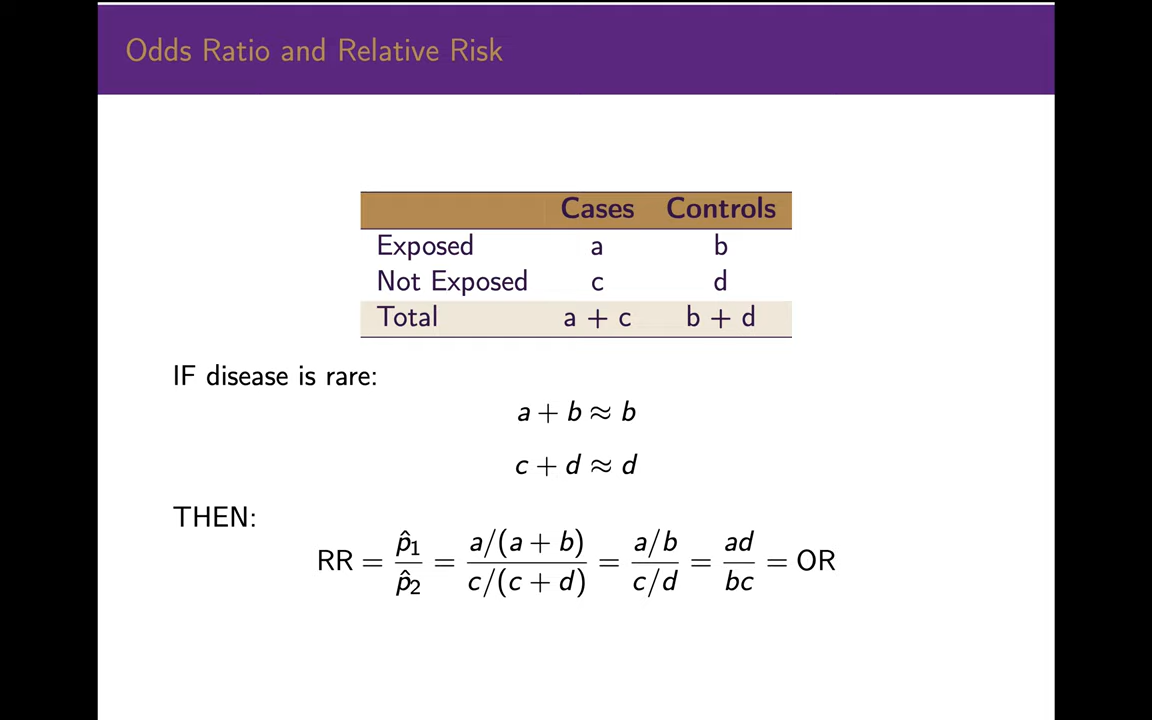 Odds Ratio and Relative Risk
Cases Controls
Exposed a b
Not Exposed c d
Total a + c b + d
IF disease is rare:
a + b ≈ b
c + d ≈ d
THEN:
RR = p̂₁/p̂₂ = a/(a + b) / c/(c + d) = a/b / c/d = ad/bc = OR